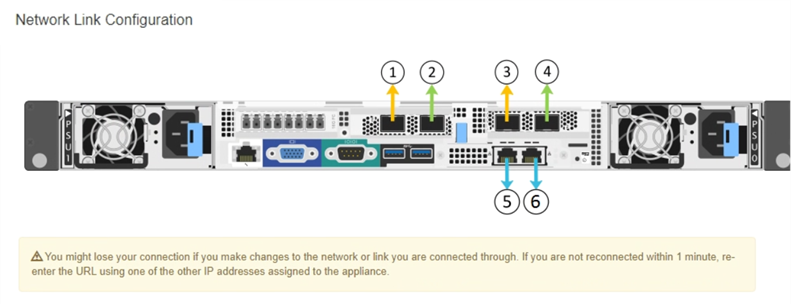 Network Link Configuration
1 2 3 4
PSU1
PSU0
5 6
You might lose your connection if you make changes to the network or link you are connected through. If you are not reconnected within 1 minute, re-
enter the URL using one of the other IP addresses assigned to the appliance.